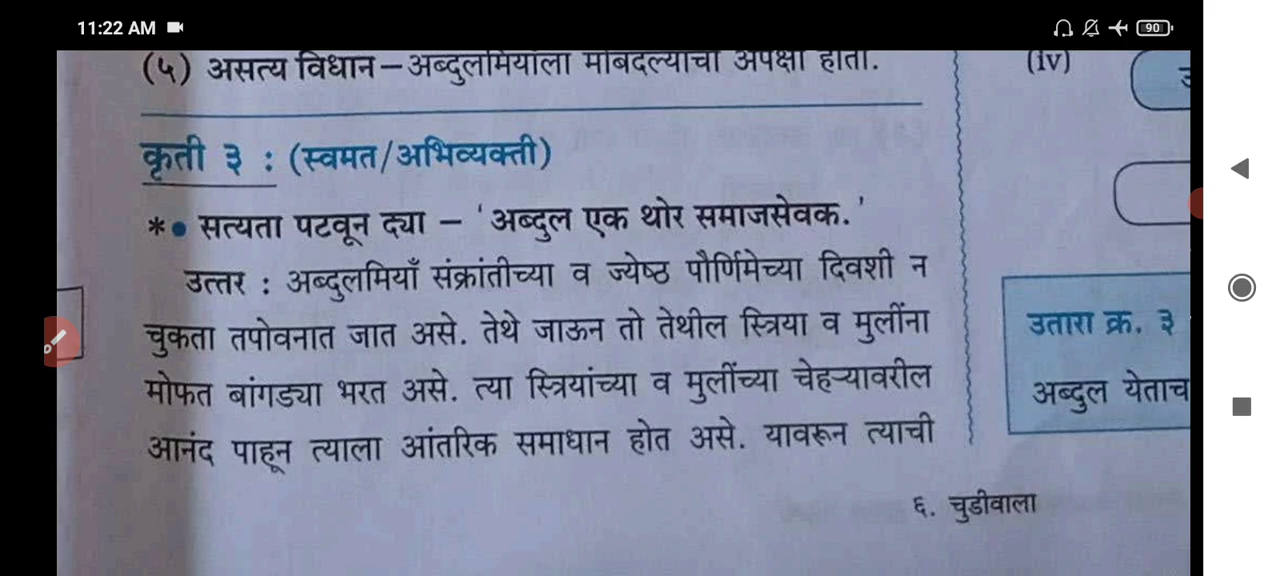 11:22 AM
90
(५) असत्य विधान – अब्दुलमियाँला मोबदल्याची अपेक्षा होती.
(iv)
कृती ३ : (स्वमत/अभिव्यक्ती)
*● सत्यता पटवून द्या – 'अब्दुल एक थोर समाजसेवक.'
उत्तर : अब्दुलमियाँ संक्रांतीच्या व ज्येष्ठ पौर्णिमेच्या दिवशी न
चुकता तपोवनात जात असे. तेथे जाऊन तो तेथील स्त्रिया व मुलींना
मोफत बांगड्या भरत असे. त्या स्त्रियांच्या व मुलींच्या चेहऱ्यावरील
आनंद पाहून त्याला आंतरिक समाधान होत असे. यावरून त्याची
उतारा क्र. ३
अब्दुल येताच
६. चुडीवाला